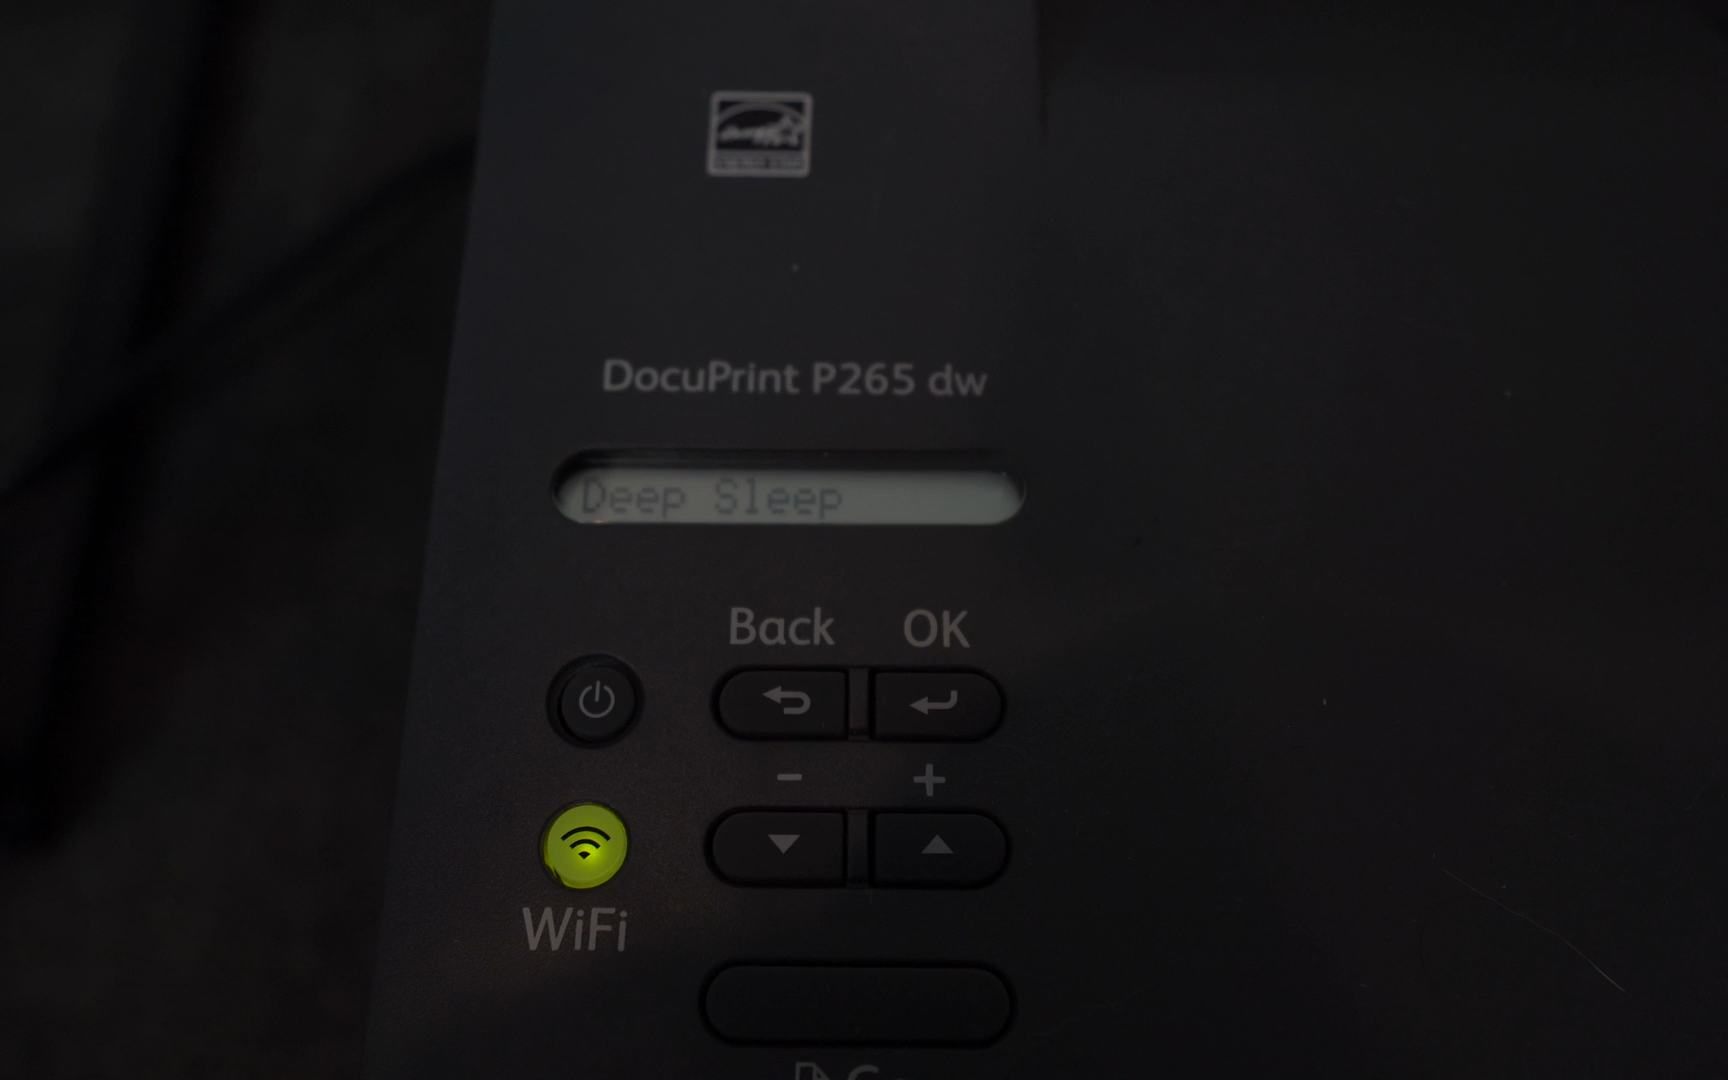 DocuPrint P265 dw
Deep Sleep
Back OK
- +
WiFi